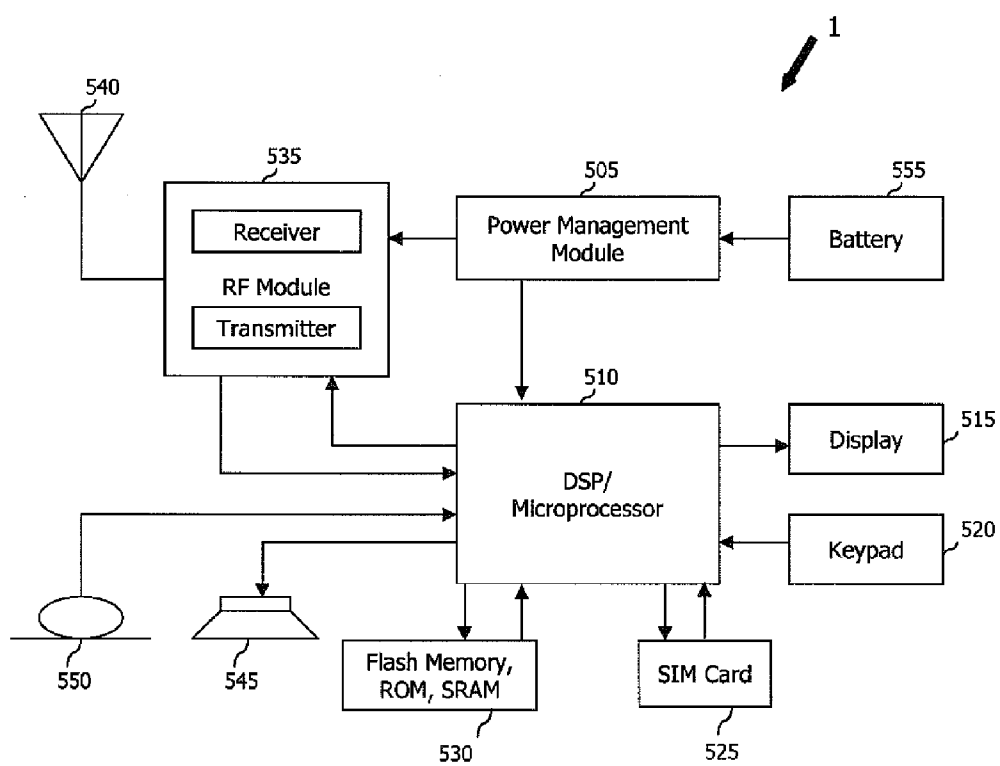 1
540
535
505
555
Receiver
RF Module
Transmitter
Power Management
Module
Battery
510
515
DSP/
Microprocessor
Display
520
Keypad
550
545
Flash Memory,
ROM, SRAM
530
SIM Card
525